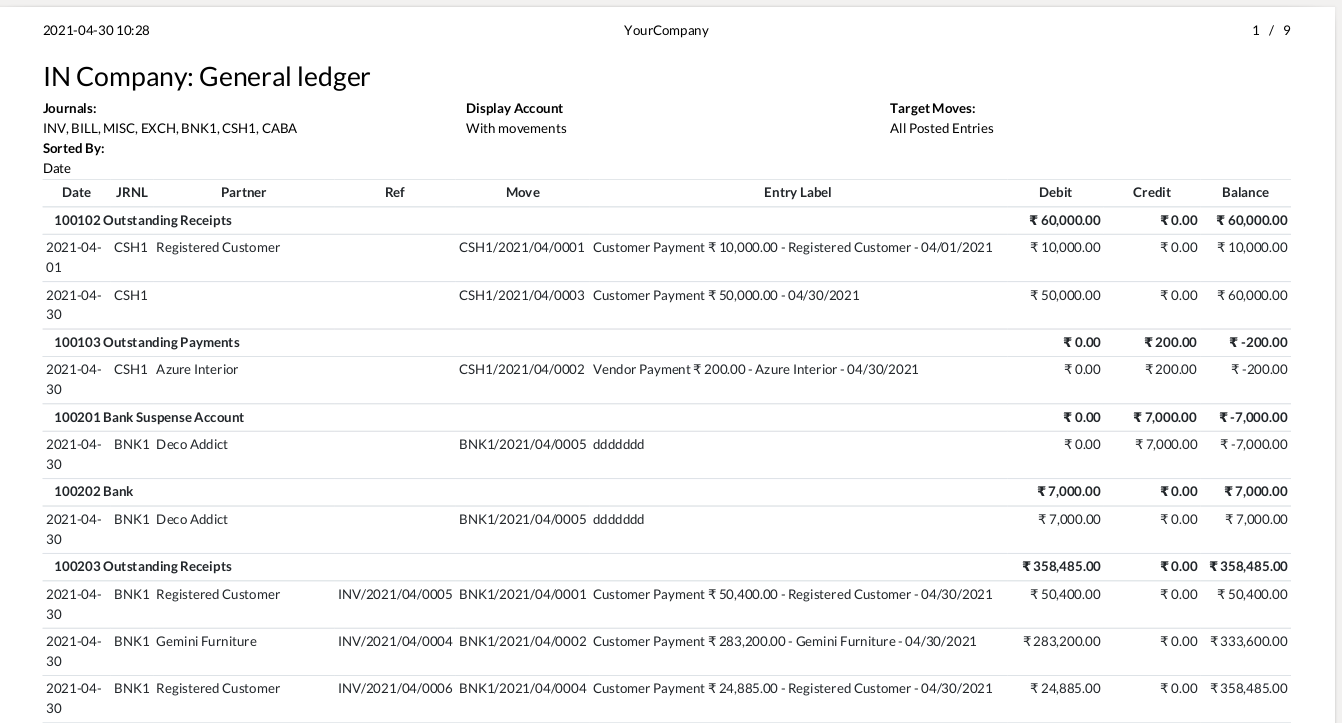 2021-04-30 10:28 YourCompany 1 / 9
IN Company: General ledger
Journals: Display Account Target Moves:
INV, BILL, MISC, EXCH, BNK1, CSH1, CABA With movements All Posted Entries
Sorted By:
Date
Date JRNL Partner Ref Move Entry Label Debit Credit Balance
100102 Outstanding Receipts ₹ 60,000.00 ₹ 0.00 ₹ 60,000.00
2021-04- CSH1 Registered Customer CSH1/2021/04/0001 Customer Payment ₹ 10,000.00 - Registered Customer - 04/01/2021 ₹ 10,000.00 ₹ 0.00 ₹ 10,000.00
01
2021-04- CSH1 CSH1/2021/04/0003 Customer Payment ₹ 50,000.00 - 04/30/2021 ₹ 50,000.00 ₹ 0.00 ₹ 60,000.00
30
100103 Outstanding Payments ₹ 0.00 ₹ 200.00 ₹ -200.00
2021-04- CSH1 Azure Interior CSH1/2021/04/0002 Vendor Payment ₹ 200.00 - Azure Interior - 04/30/2021 ₹ 0.00 ₹ 200.00 ₹ -200.00
30
100201 Bank Suspense Account ₹ 0.00 ₹ 7,000.00 ₹ -7,000.00
2021-04- BNK1 Deco Addict BNK1/2021/04/0005 ddddddd ₹ 0.00 ₹ 7,000.00 ₹ -7,000.00
30
100202 Bank ₹ 7,000.00 ₹ 0.00 ₹ 7,000.00
2021-04- BNK1 Deco Addict BNK1/2021/04/0005 ddddddd ₹ 7,000.00 ₹ 0.00 ₹ 7,000.00
30
100203 Outstanding Receipts ₹ 358,485.00 ₹ 0.00 ₹ 358,485.00
2021-04- BNK1 Registered Customer INV/2021/04/0005 BNK1/2021/04/0001 Customer Payment ₹ 50,400.00 - Registered Customer - 04/30/2021 ₹ 50,400.00 ₹ 0.00 ₹ 50,400.00
30
2021-04- BNK1 Gemini Furniture INV/2021/04/0004 BNK1/2021/04/0002 Customer Payment ₹ 283,200.00 - Gemini Furniture - 04/30/2021 ₹ 283,200.00 ₹ 0.00 ₹ 333,600.00
30
2021-04- BNK1 Registered Customer INV/2021/04/0006 BNK1/2021/04/0004 Customer Payment ₹ 24,885.00 - Registered Customer - 04/30/2021 ₹ 24,885.00 ₹ 0.00 ₹ 358,485.00
30